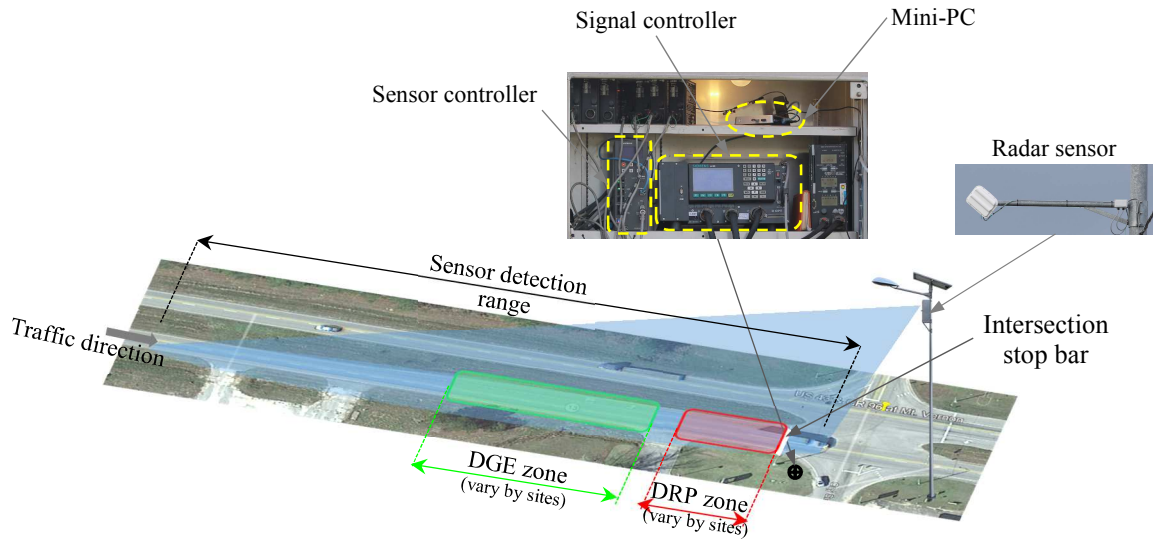 Signal controller
Mini-PC
Sensor controller
Radar sensor
Sensor detection
range
Traffic direction
Intersection
stop bar
DGE zone
(vary by sites)
DRP zone
(vary by sites)